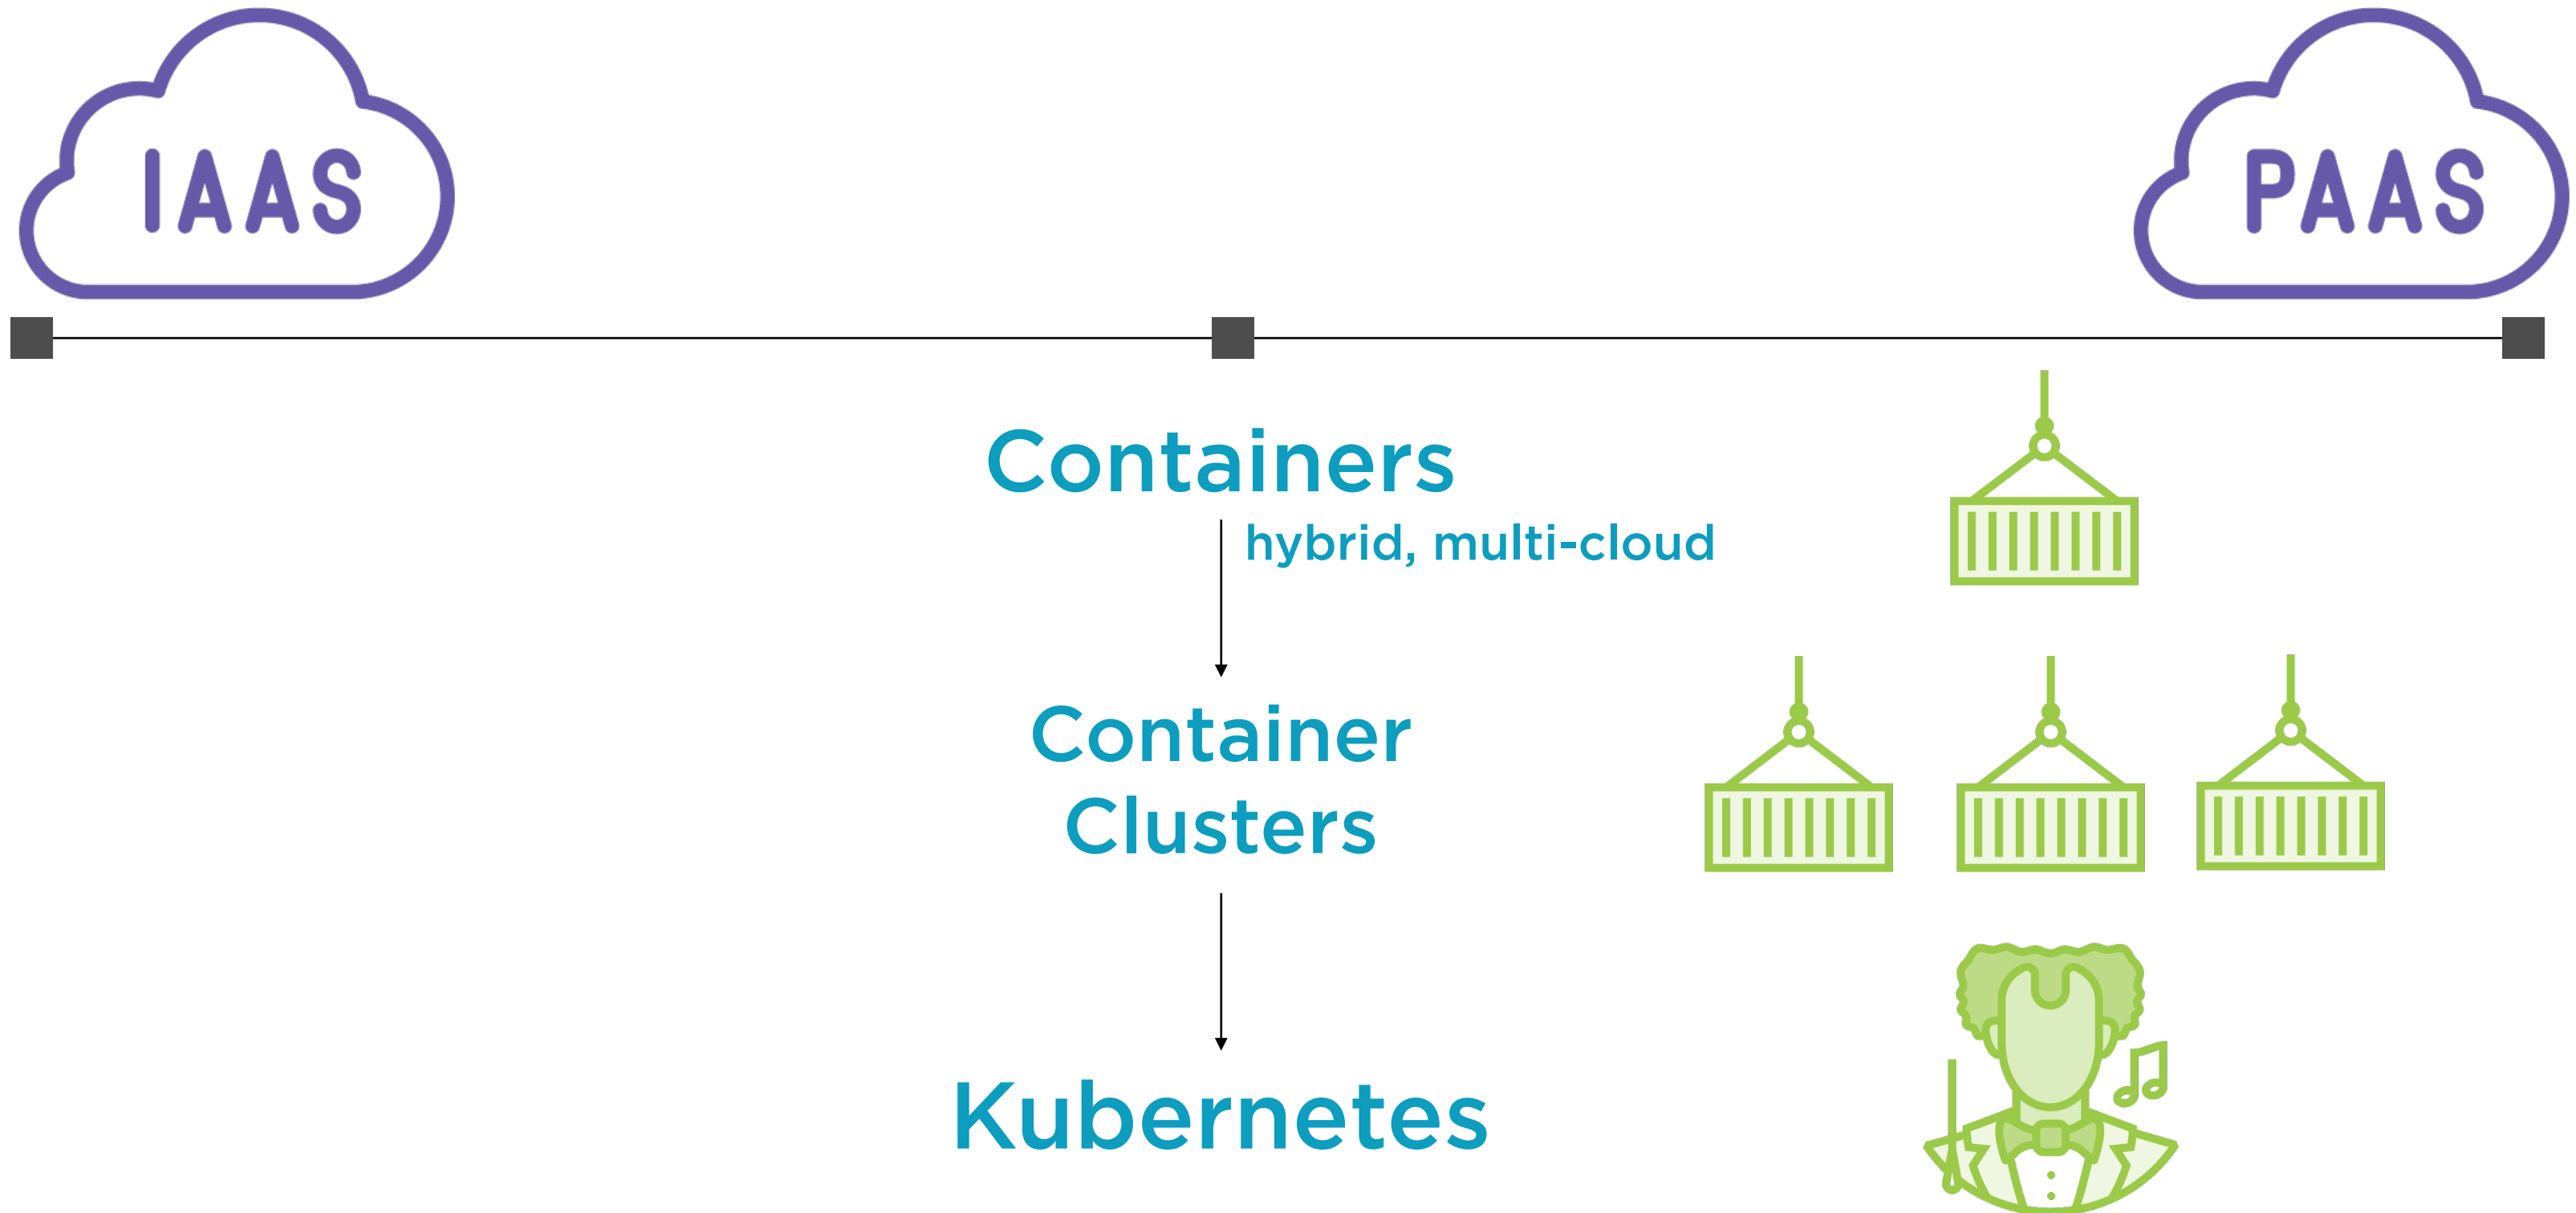 IAAS
PAAS
Containers
hybrid, multi-cloud
Container
Clusters
Kubernetes